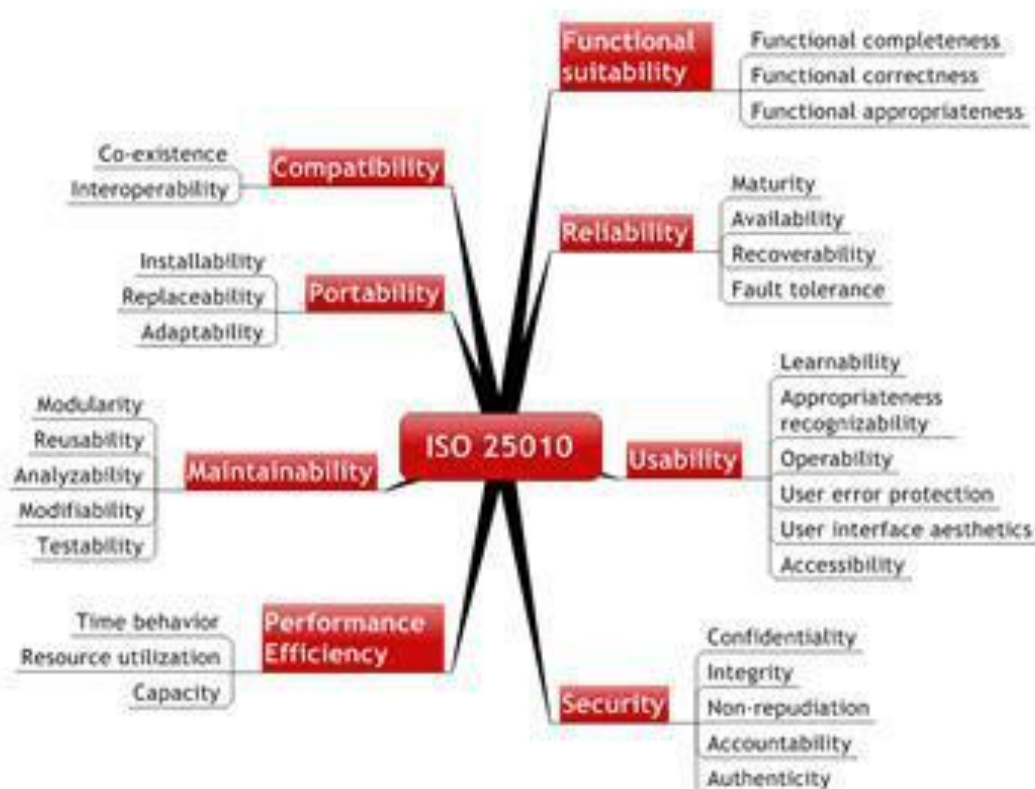 Functional
suitability
Functional completeness
Functional correctness
Functional appropriateness
Co-existence
Interoperability
Compatibility
Reliability
Maturity
Availability
Recoverability
Fault tolerance
Installability
Replaceability
Adaptability
Portability
Modularity
Reusability
Analyzability
Modifiability
Testability
Maintainability
ISO 25010
Usability
Learnability
Appropriateness
recognizability
Operability
User error protection
User interface aesthetics
Accessibility
Time behavior
Resource utilization
Capacity
Performance
Efficiency
Security
Confidentiality
Integrity
Non-repudiation
Accountability
Authenticity